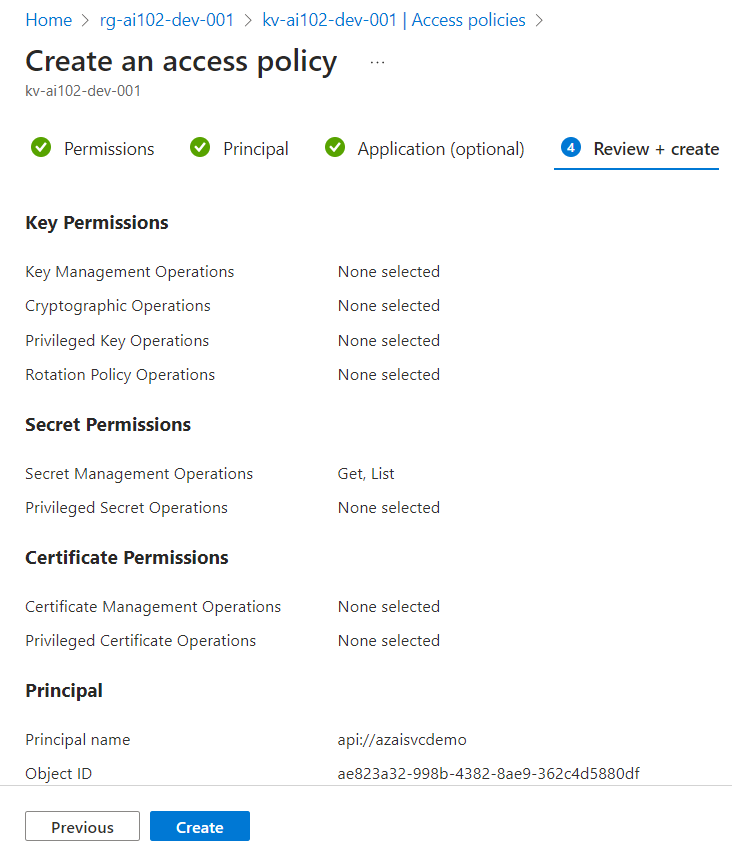 Home > rg-ai102-dev-001 > kv-ai102-dev-001 | Access policies >
Create an access policy ...
kv-ai102-dev-001
Permissions Principal Application (optional) 4 Review + create
Key Permissions
Key Management Operations None selected
Cryptographic Operations None selected
Privileged Key Operations None selected
Rotation Policy Operations None selected
Secret Permissions
Secret Management Operations Get, List
Privileged Secret Operations None selected
Certificate Permissions
Certificate Management Operations None selected
Privileged Certificate Operations None selected
Principal
Principal name api://azaisvcdemo
Object ID ae823a32-998b-4382-8ae9-362c4d5880df
Previous Create